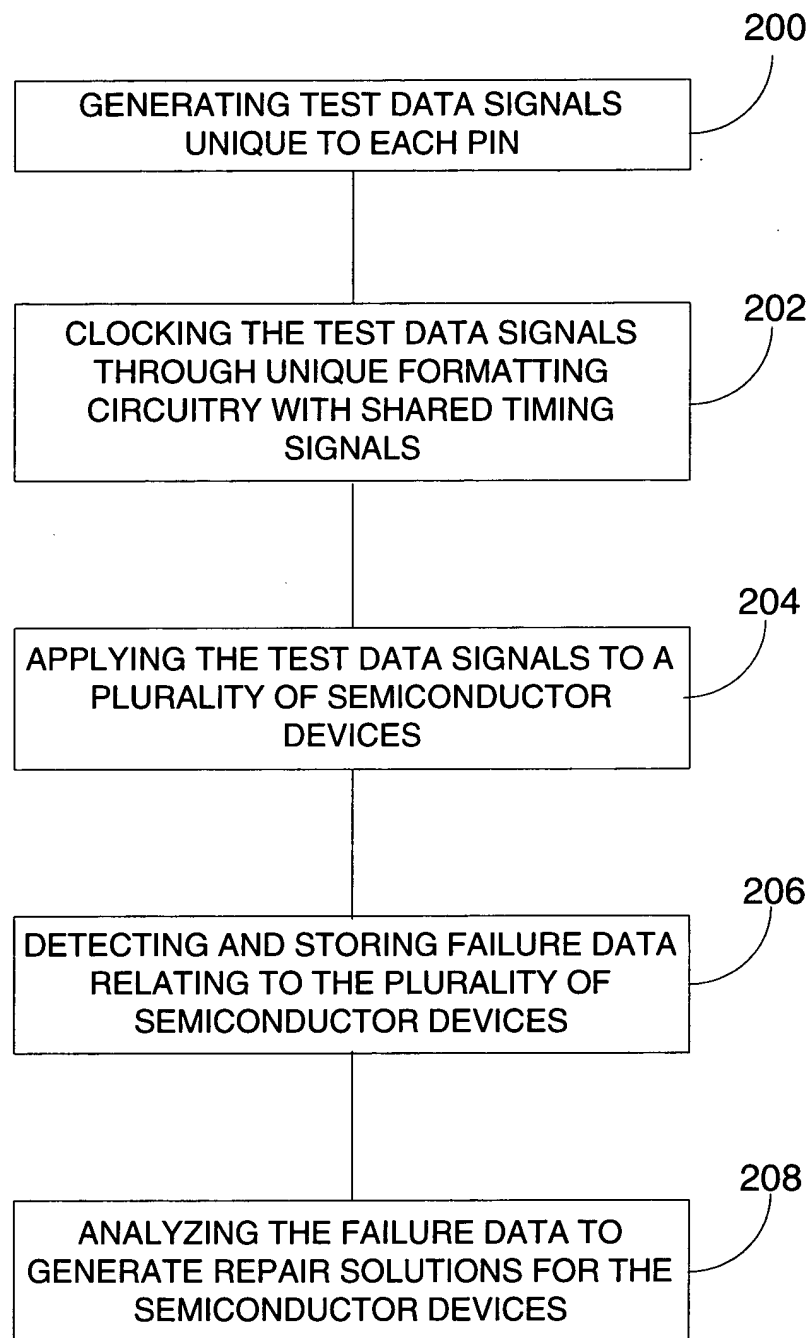 200
GENERATING TEST DATA SIGNALS
UNIQUE TO EACH PIN
202
CLOCKING THE TEST DATA SIGNALS
THROUGH UNIQUE FORMATTING
CIRCUITRY WITH SHARED TIMING
SIGNALS
204
APPLYING THE TEST DATA SIGNALS TO A
PLURALITY OF SEMICONDUCTOR
DEVICES
206
DETECTING AND STORING FAILURE DATA
RELATING TO THE PLURALITY OF
SEMICONDUCTOR DEVICES
208
ANALYZING THE FAILURE DATA TO
GENERATE REPAIR SOLUTIONS FOR THE
SEMICONDUCTOR DEVICES